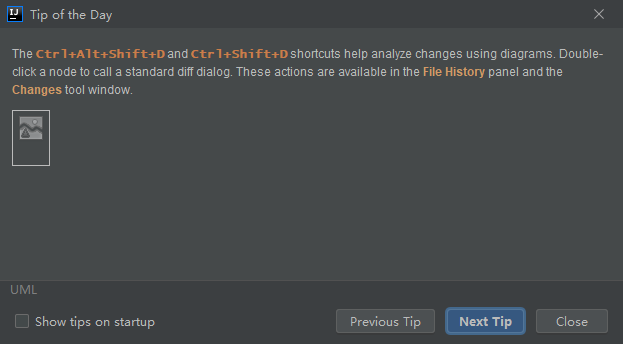 IJ Tip of the Day
The Ctrl+Alt+Shift+D and Ctrl+Shift+D shortcuts help analyze changes using diagrams. Double-
click a node to call a standard diff dialog. These actions are available in the File History panel and the
Changes tool window.
UML
Show tips on startup
Previous Tip
Next Tip
Close